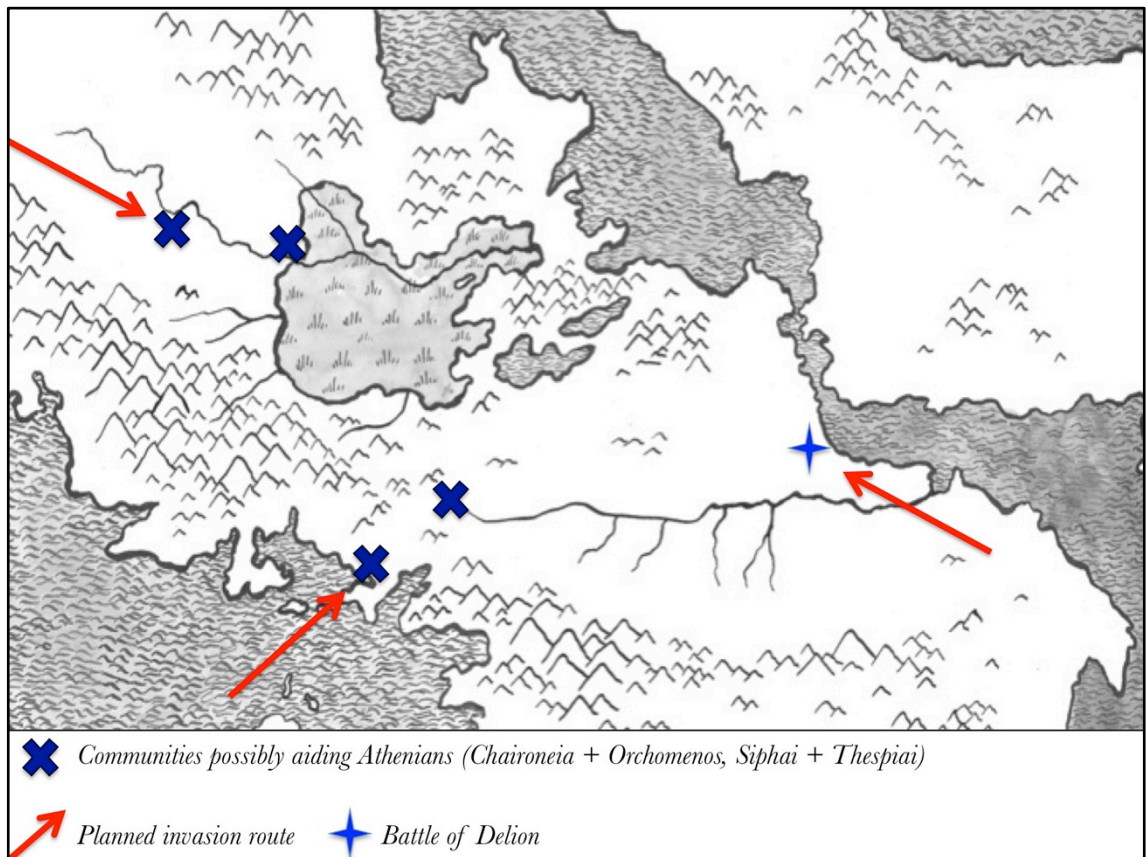 Communities possibly aiding Athenians (Chaironeia + Orchomenos, Siphai + Thespiai)
Planned invasion route
Battle of Delion